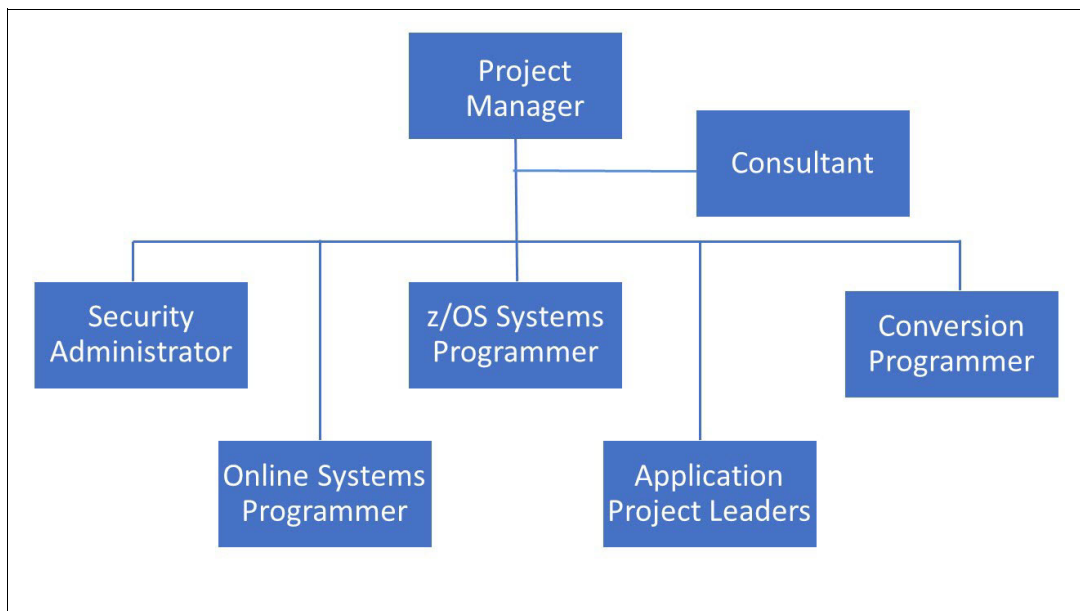 Project
Manager
Consultant
Security
Administrator
z/OS Systems
Programmer
Conversion
Programmer
Online Systems
Programmer
Application
Project Leaders